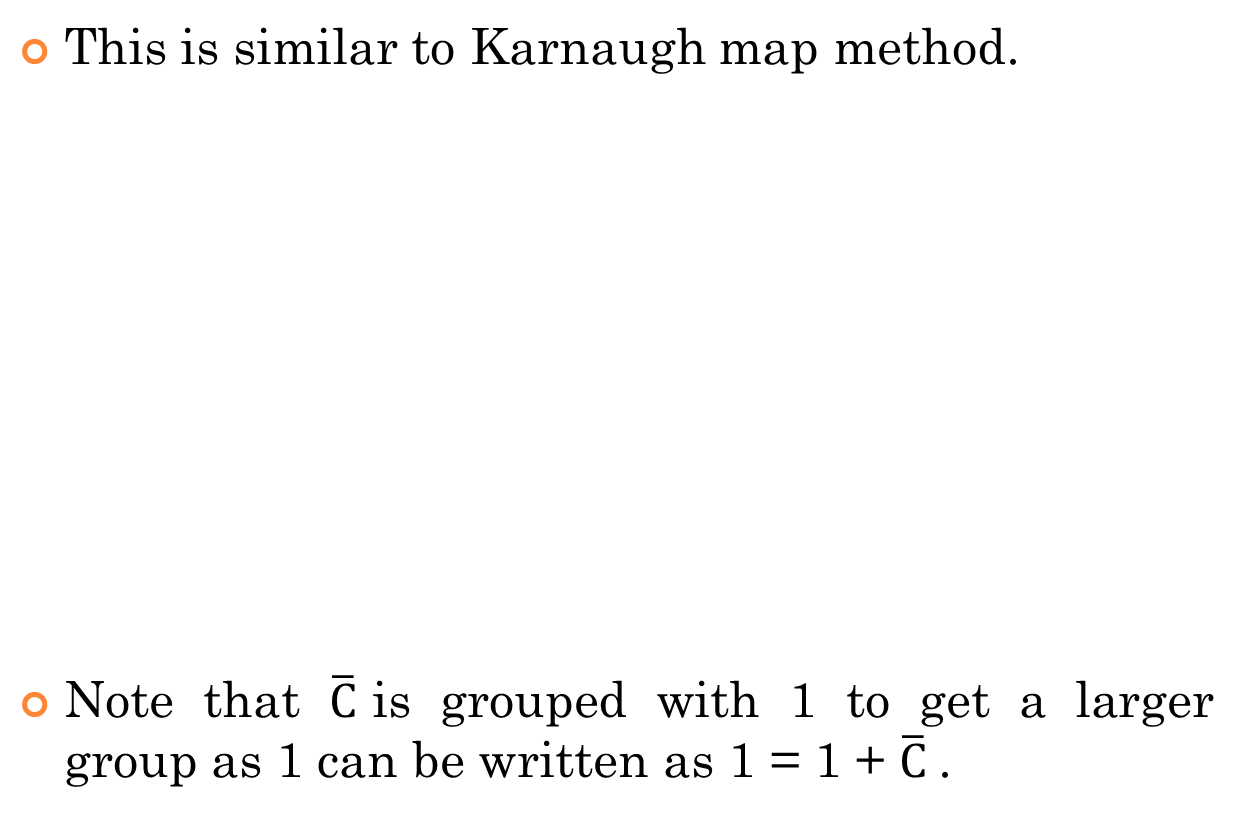 This is similar to Karnaugh map method.
Note that C̅ is grouped with 1 to get a larger
group as 1 can be written as 1 = 1 + C̅ .